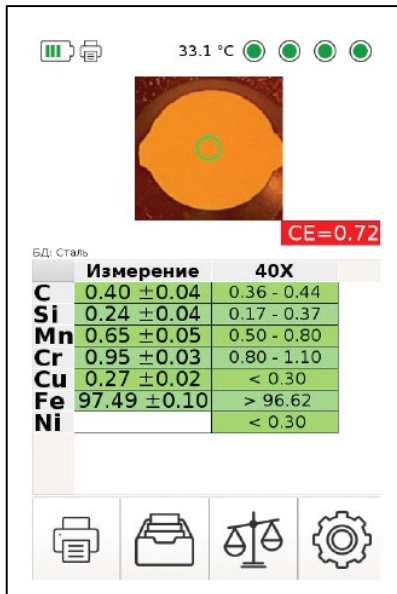 33.1 °C
CE=0.72
БД: Сталь
Измерение 40X
C 0.40 ±0.04 0.36 - 0.44
Si 0.24 ±0.04 0.17 - 0.37
Mn 0.65 ±0.05 0.50 - 0.80
Cr 0.95 ±0.03 0.80 - 1.10
Cu 0.27 ±0.02 < 0.30
Fe 97.49 ±0.10 > 96.62
Ni < 0.30